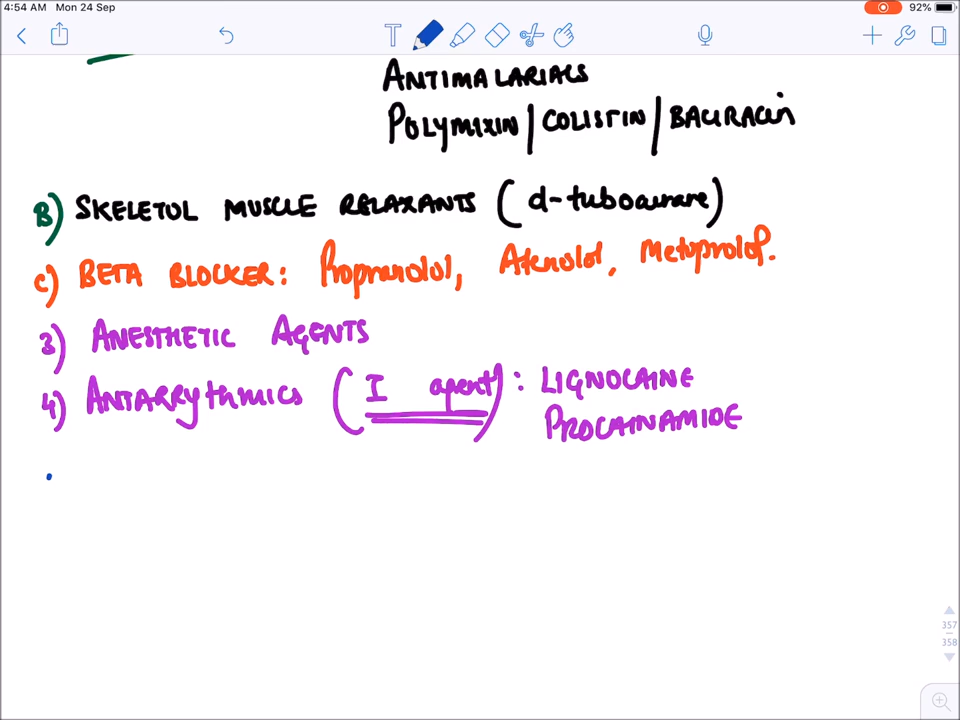 4:54 AM Mon 24 Sep 92%
T
ANTIMALARIALS
POLYMIXIN / COLISTIN / BACIRACIN
B) SKELETOL MUSCLE RELAXANTS (d-tubocurare)
C) BETA BLOCKER: Propranolol, Atenolol, Metoprolol.
3) ANESTHETIC AGENTS
4) ANTARRYthmics (I agent) : LIGNOCAINE
PROCAINAMIDE
357
358